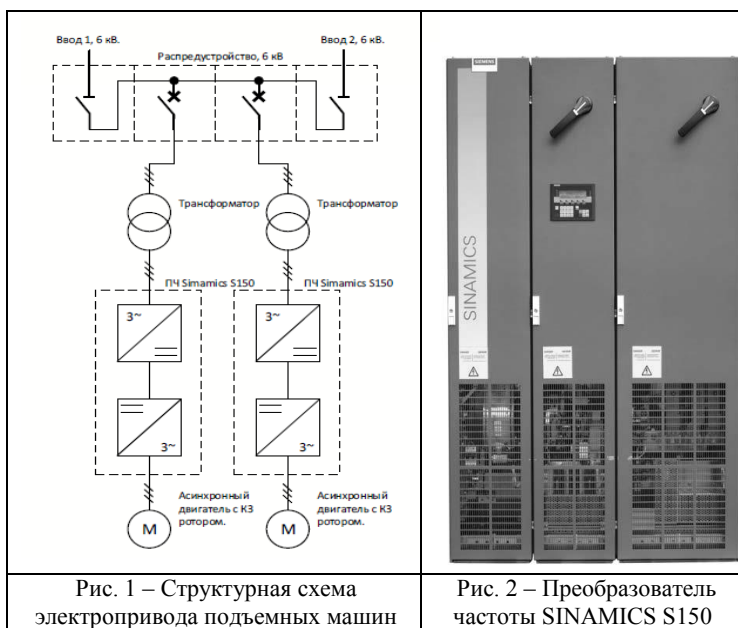 Ввод 1, 6 кВ.
Ввод 2, 6 кВ.
Распредустройство, 6 кВ
Трансформатор
Трансформатор
ПЧ Simamics S150
ПЧ Simamics S150
3~
3~
3~
3~
Асинхронный
двигатель с КЗ
ротором.
Асинхронный
двигатель с КЗ
ротором.
М
М
Рис. 1 – Структурная схема
электропривода подъемных машин
SIEMENS
SINAMICS
Рис. 2 – Преобразователь
частоты SINAMICS S150